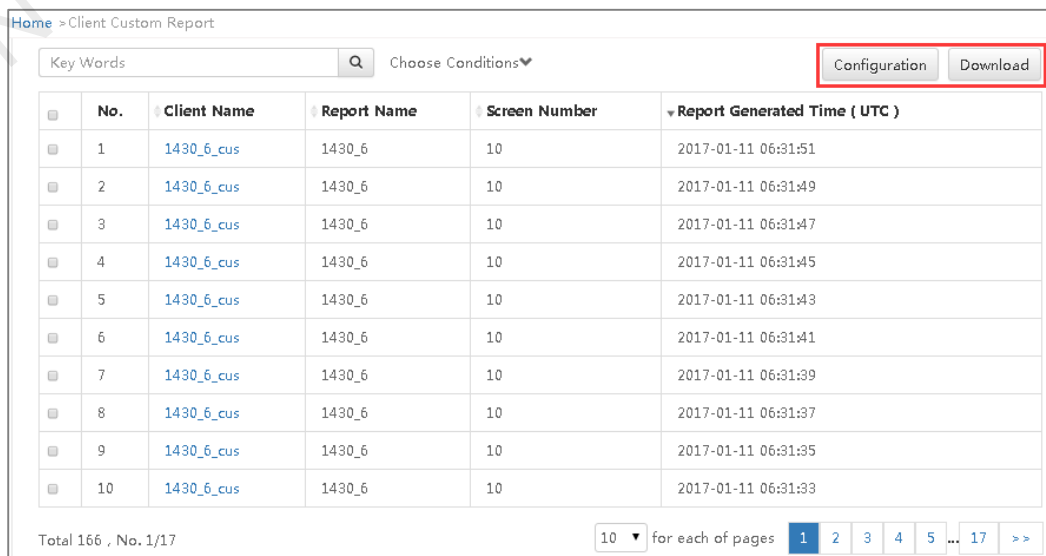 Home >Client Custom Report
Key Words Choose Conditions Configuration Download
No. Client Name Report Name Screen Number Report Generated Time ( UTC )
1 1430_6_cus 1430_6 10 2017-01-11 06:31:51
2 1430_6_cus 1430_6 10 2017-01-11 06:31:49
3 1430_6_cus 1430_6 10 2017-01-11 06:31:47
4 1430_6_cus 1430_6 10 2017-01-11 06:31:45
5 1430_6_cus 1430_6 10 2017-01-11 06:31:43
6 1430_6_cus 1430_6 10 2017-01-11 06:31:41
7 1430_6_cus 1430_6 10 2017-01-11 06:31:39
8 1430_6_cus 1430_6 10 2017-01-11 06:31:37
9 1430_6_cus 1430_6 10 2017-01-11 06:31:35
10 1430_6_cus 1430_6 10 2017-01-11 06:31:33
Total 166 , No. 1/17 10 for each of pages 1 2 3 4 5 ... 17 >>